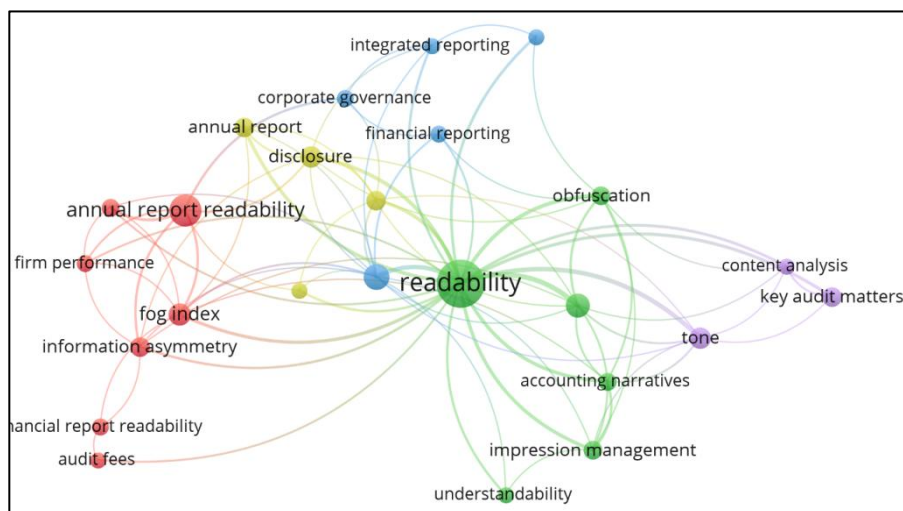 integrated reporting
corporate governance
annual report
financial reporting
disclosure
obfuscation
annual report readability
firm performance
content analysis
readability
key audit matters
fog index
tone
information asymmetry
accounting narratives
nancial report readability
impression management
audit fees
understandability